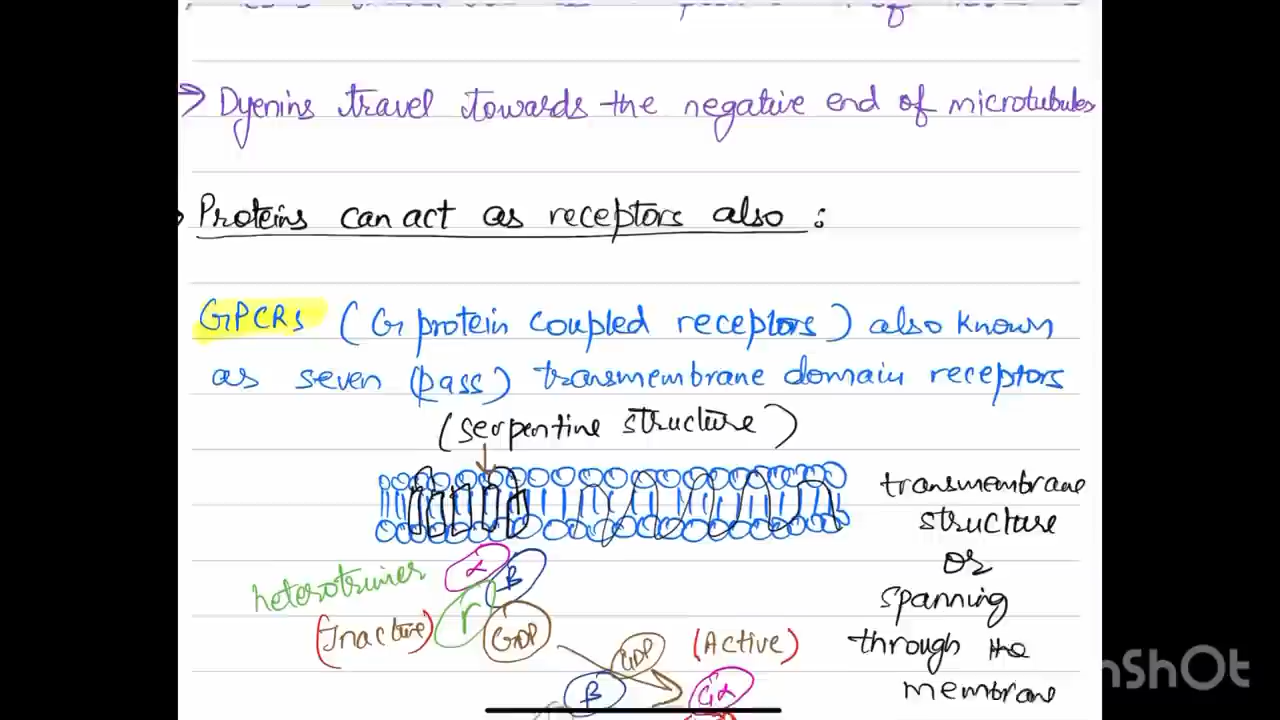 → Dyenins travel towards the negative end of microtubules
Proteins can act as receptors also :
GPCRs (G protein coupled receptors) also known
as seven (pass) transmembrane domain receptors
(serpentine structure)
transmembrane
structure
or
spanning
through the
membrane
heterotrimer
α
β
γ
(Inactive)
GDP
GDP
(Active)
β
Gα
nshOt